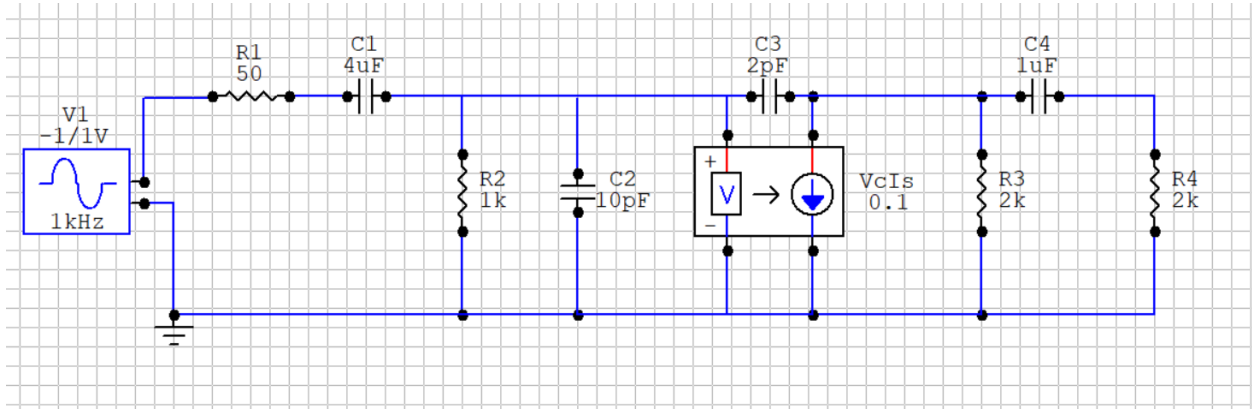 V1
-1/1V
1kHz
R1
50
C1
4uF
R2
1k
C2
10pF
C3
2pF
+
V
-
VcIs
0.1
R3
2k
C4
1uF
R4
2k